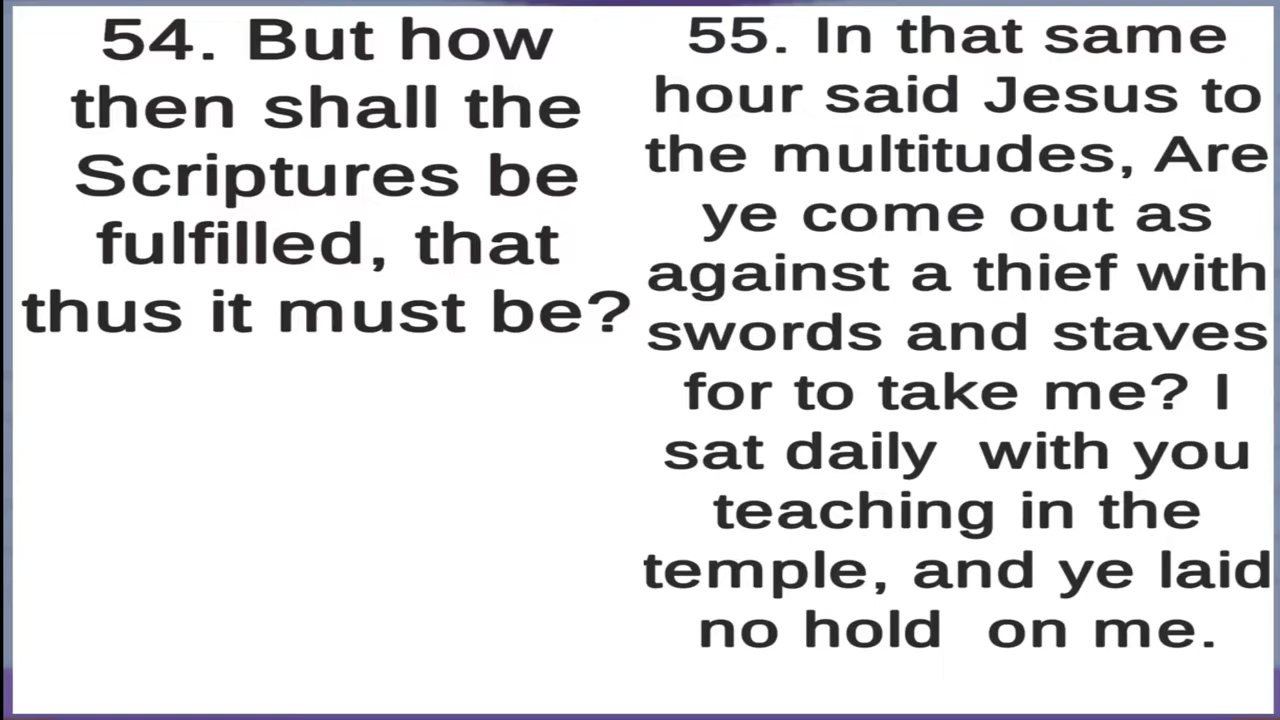 54. But how
then shall the
Scriptures be
fulfilled, that
thus it must be?
55. In that same
hour said Jesus to
the multitudes, Are
ye come out as
against a thief with
swords and staves
for to take me? I
sat daily  with you
teaching in the
temple, and ye laid
no hold  on me.